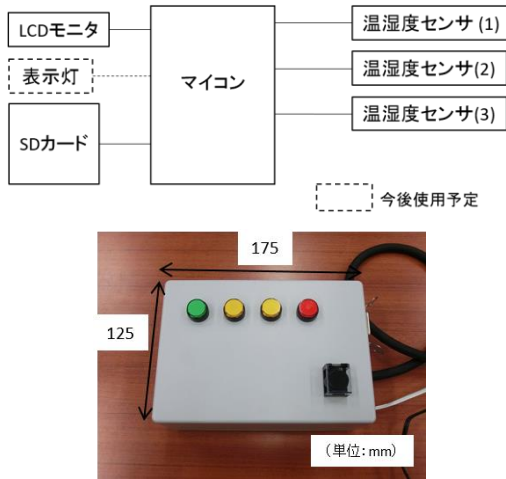 LCDモニタ
表示灯
SDカード
マイコン
温湿度センサ(1)
温湿度センサ(2)
温湿度センサ(3)
今後使用予定
175
125
（単位：mm）